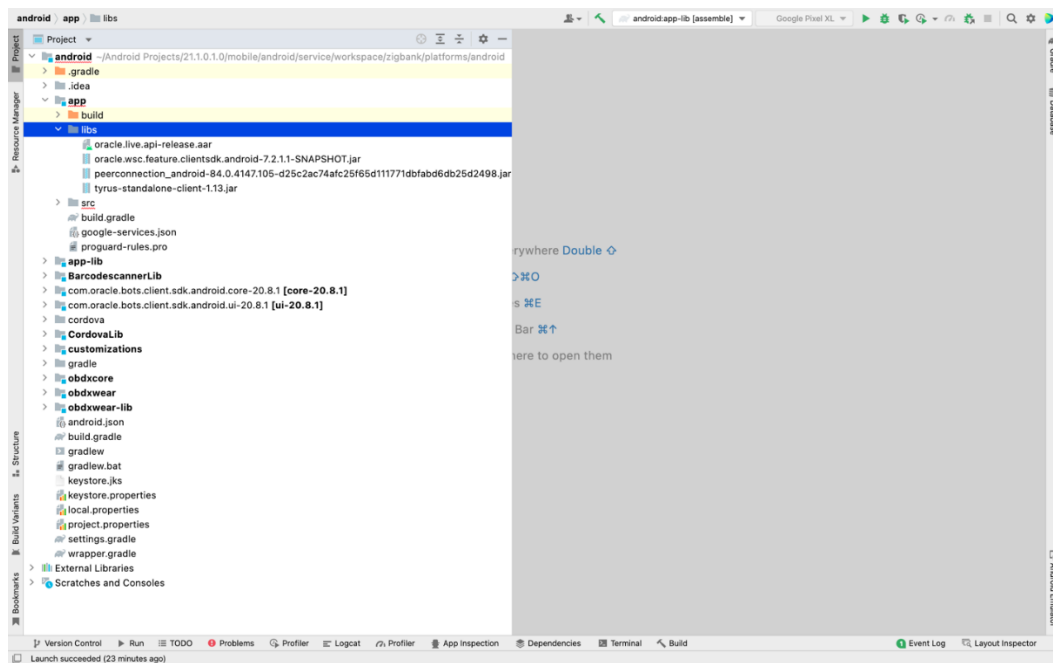 android app libs
android:app-lib [assemble] Google Pixel XL
Project
android ~/Android Projects/21.1.0.1.0/mobile/android/service/workspace/zigbank/platforms/android
.gradle
.idea
app
build
libs
oracle.live.api-release.aar
oracle.wsc.feature.clientsdk.android-7.2.1.1-SNAPSHOT.jar
peerconnection_android-84.0.4147.105-d25c2ac74afc25f65d111771dbfabd6db25d2498.jar
tyrus-standalone-client-1.13.jar
src
build.gradle
google-services.json
proguard-rules.pro
app-lib
BarcodescannerLib
com.oracle.bots.client.sdk.android.core-20.8.1 [core-20.8.1]
com.oracle.bots.client.sdk.android.ui-20.8.1 [ui-20.8.1]
cordova
CordovaLib
customizations
gradle
obdxcore
obdxwear
obdxwear-lib
android.json
build.gradle
gradlew
gradlew.bat
keystore.jks
keystore.properties
local.properties
project.properties
settings.gradle
wrapper.gradle
External Libraries
Scratches and Consoles
Project
Resource Manager
Structure
Build Variants
Bookmarks
rywhere Double ⇧
⇧⌘O
s ⌘E
Bar ⌘↑
here to open them
Version Control Run TODO Problems Profiler Logcat Profiler App Inspection Dependencies Terminal Build Event Log Layout Inspector
Launch succeeded (23 minutes ago)